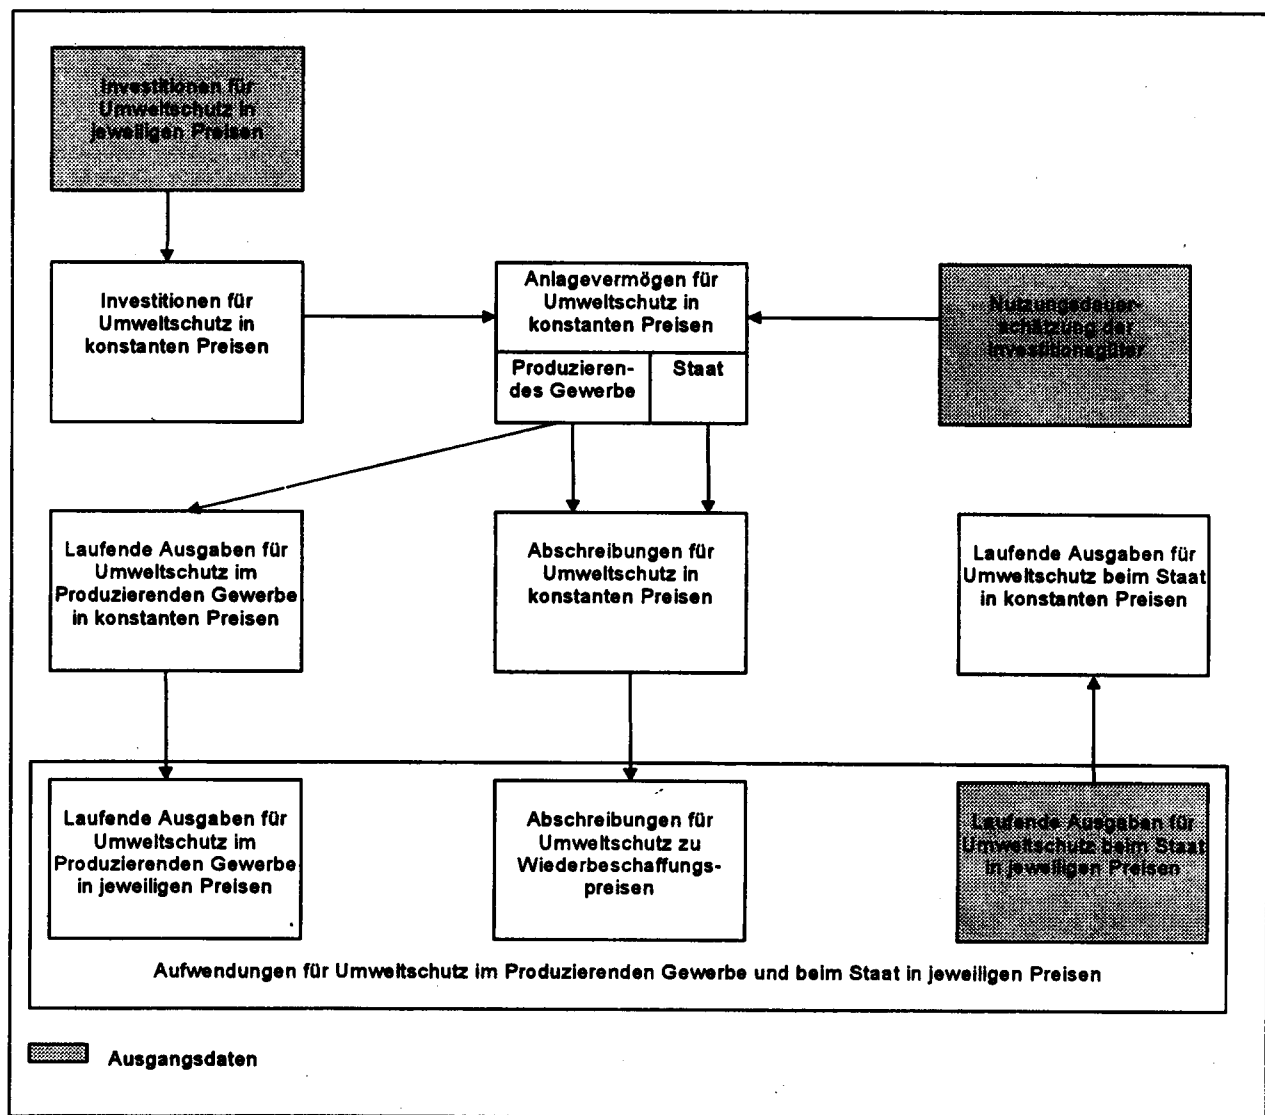 Investitionen für
Umweltschutz in
jeweiligen Preisen
Investitionen für
Umweltschutz in
konstanten Preisen
Anlagevermögen für
Umweltschutz in
konstanten Preisen
Produzieren-
des Gewerbe
Staat
Nutzungsdauer-
schätzung der
Investitionsgüter
Laufende Ausgaben für
Umweltschutz im
Produzierenden Gewerbe
in konstanten Preisen
Abschreibungen für
Umweltschutz in
konstanten Preisen
Laufende Ausgaben für
Umweltschutz beim Staat
in konstanten Preisen
Laufende Ausgaben für
Umweltschutz im
Produzierenden Gewerbe
in jeweiligen Preisen
Abschreibungen für
Umweltschutz zu
Wiederbeschaffungs-
preisen
Laufende Ausgaben für
Umweltschutz beim Staat
in jeweiligen Preisen
Aufwendungen für Umweltschutz im Produzierenden Gewerbe und beim Staat in jeweiligen Preisen
Ausgangsdaten